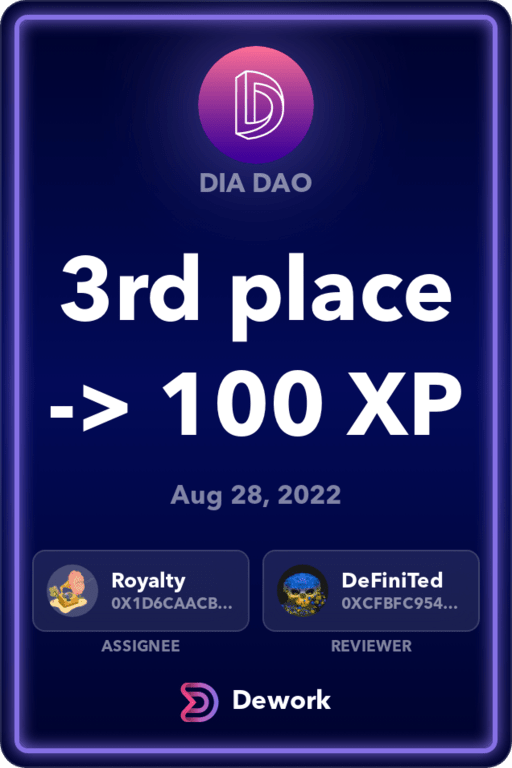 DIA DAO
3rd place
-> 100 XP
Aug 28, 2022
Royalty
0X1D6CAACB...
ASSIGNEE
DeFiniTed
0XCFBFC954...
REVIEWER
Dework